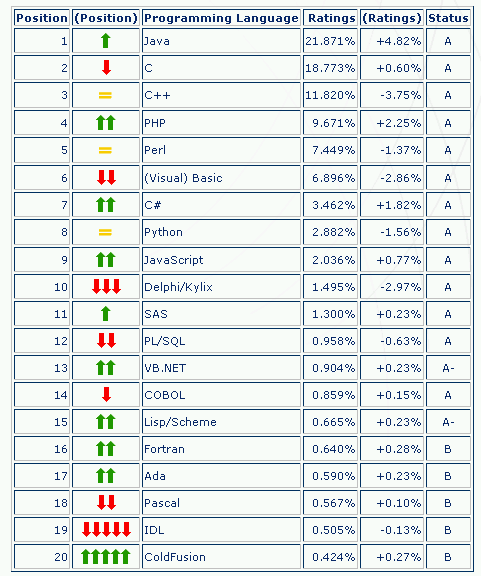 Position (Position) Programming Language Ratings (Ratings) Status
1 Java 21.871% +4.82% A
2 C 18.773% +0.60% A
3 = C++ 11.820% -3.75% A
4 PHP 9.671% +2.25% A
5 = Perl 7.449% -1.37% A
6 (Visual) Basic 6.896% -2.86% A
7 C# 3.462% +1.82% A
8 = Python 2.882% -1.56% A
9 JavaScript 2.036% +0.77% A
10 Delphi/Kylix 1.495% -2.97% A
11 SAS 1.300% +0.23% A
12 PL/SQL 0.958% -0.63% A
13 VB.NET 0.904% +0.23% A-
14 COBOL 0.859% +0.15% A
15 Lisp/Scheme 0.665% +0.23% A-
16 Fortran 0.640% +0.28% B
17 Ada 0.590% +0.23% B
18 Pascal 0.567% +0.10% B
19 IDL 0.505% -0.13% B
20 ColdFusion 0.424% +0.27% B